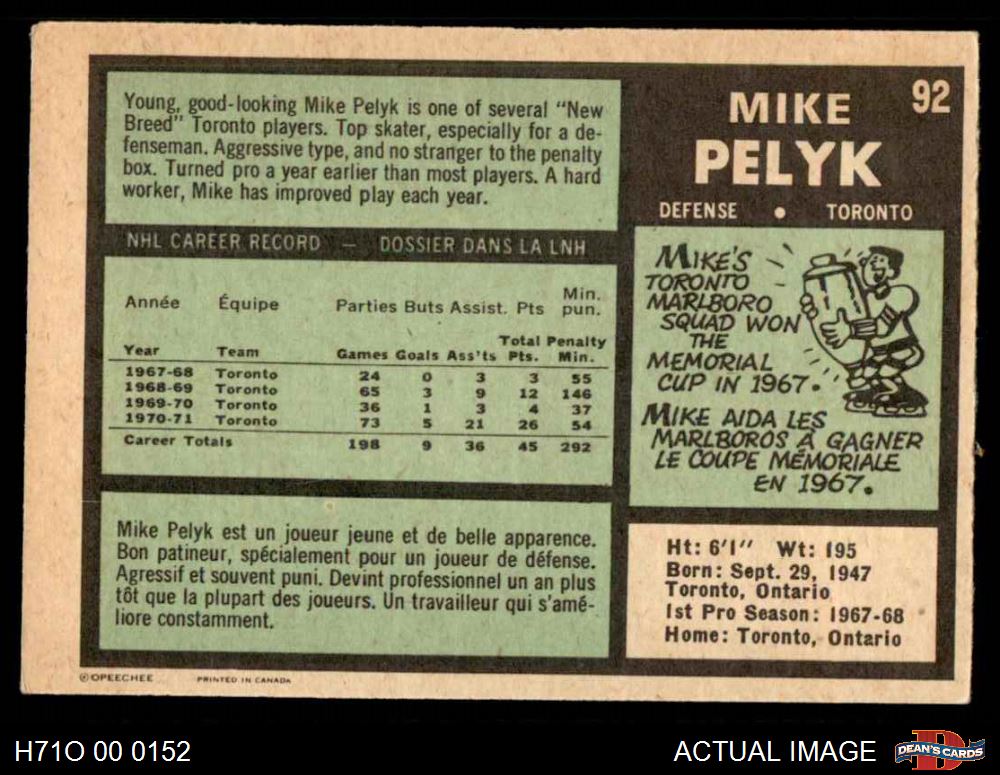 Young, good-looking Mike Pelyk is one of several "New
Breed" Toronto players. Top skater, especially for a de-
fenseman. Aggressive type, and no stranger to the penalty
box. Turned pro a year earlier than most players. A hard
worker, Mike has improved play each year.
NHL CAREER RECORD — DOSSIER DANS LA LNH
Année Équipe Parties Buts Assist. Pts Min. pun.
Year Team Games Goals Ass'ts Total Pts. Penalty Min.
1967-68 Toronto 24 0 3 3 55
1968-69 Toronto 65 3 9 12 146
1969-70 Toronto 36 1 3 4 37
1970-71 Toronto 73 5 21 26 54
Career Totals 198 9 36 45 292
Mike Pelyk est un joueur jeune et de belle apparence.
Bon patineur, spécialement pour un joueur de défense.
Agressif et souvent puni. Devint professionnel un an plus
tôt que la plupart des joueurs. Un travailleur qui s'amé-
liore constamment.
©OPEECHEE PRINTED IN CANADA
92
MIKE
PELYK
DEFENSE • TORONTO
MIKE'S
TORONTO
MARLBORO
SQUAD WON
THE
MEMORIAL
CUP IN 1967.
MIKE AIDA LES
MARLBOROS À GAGNER
LE COUPE MÉMORIALE
EN 1967.
Ht: 6'1'' Wt: 195
Born: Sept. 29, 1947
Toronto, Ontario
1st Pro Season: 1967-68
Home: Toronto, Ontario
H71O 00 0152
ACTUAL IMAGE
DEAN'S CARDS